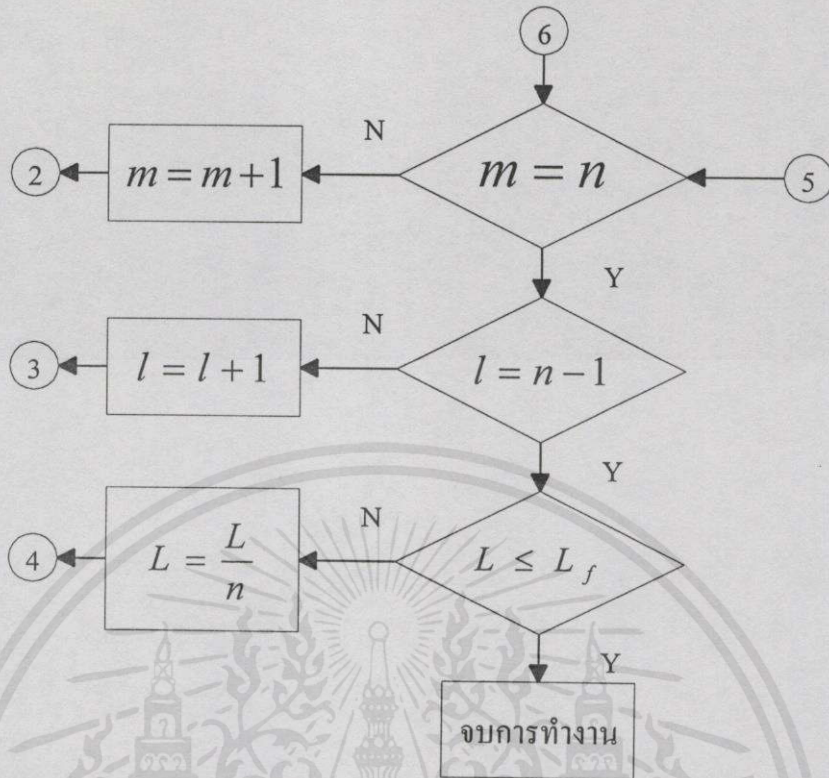 6
N
m = m + 1
2
m = n
5
Y
N
l = l + 1
3
l = n − 1
Y
N
L = L/n
4
L ≤ L_f
Y
จบการทำงาน